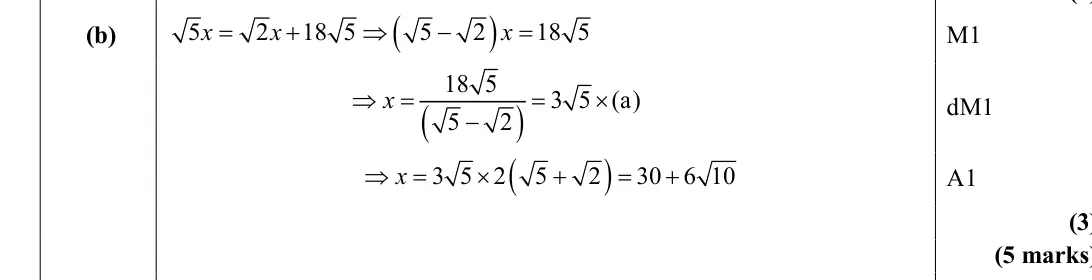 (b) √5x = √2x + 18√5 ⇒ (√5 − √2)x = 18√5 M1
⇒ x = 18√5 / (√5 − √2) = 3√5 × (a) dM1
⇒ x = 3√5 × 2(√5 + √2) = 30 + 6√10 A1
(3)
(5 marks)